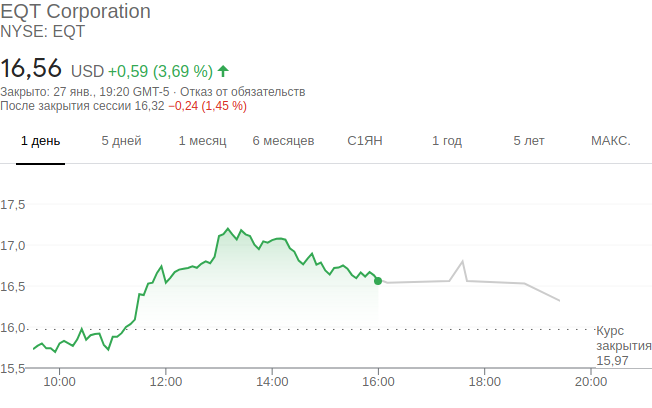 EQT Corporation
NYSE: EQT
16,56 USD +0,59 (3,69 %)
Закрыто: 27 янв., 19:20 GMT-5 · Отказ от обязательств
После закрытия сессии 16,32 −0,24 (1,45 %)
1 день 5 дней 1 месяц 6 месяцев С1ЯН 1 год 5 лет МАКС.
17,5
17,0
16,5
16,0
Курс
закрытия
15,97
15,5
10:00 12:00 14:00 16:00 18:00 20:00